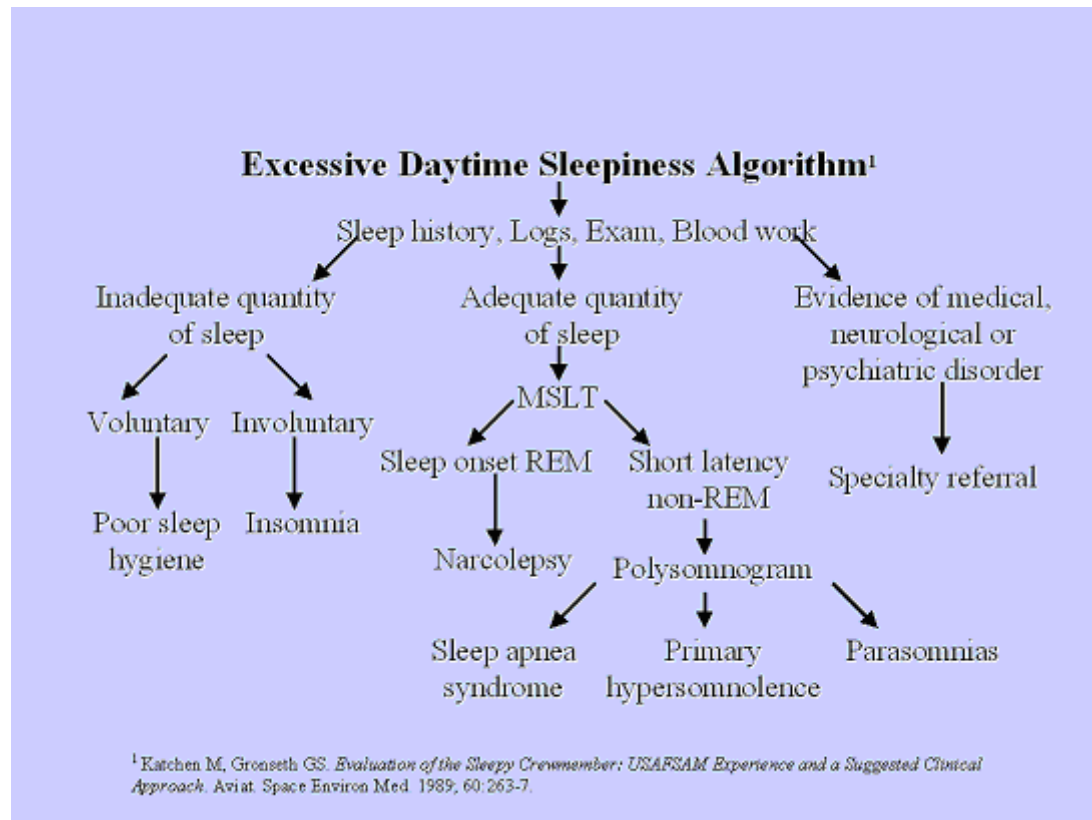 Excessive Daytime Sleepiness Algorithm¹
Sleep history, Logs, Exam, Blood work
Inadequate quantity
of sleep
Adequate quantity
of sleep
Evidence of medical,
neurological or
psychiatric disorder
MSLT
Voluntary
Involuntary
Sleep onset REM
Short latency
non-REM
Specialty referral
Poor sleep
hygiene
Insomnia
Narcolepsy
Polysomnogram
Sleep apnea
syndrome
Primary
hypersomnolence
Parasomnias
¹ Katchen M, Gronseth GS. Evaluation of the Sleepy Crewmember: USAFSAM Experience and a Suggested Clinical
Approach. Aviat. Space Environ Med. 1989; 60:263-7.